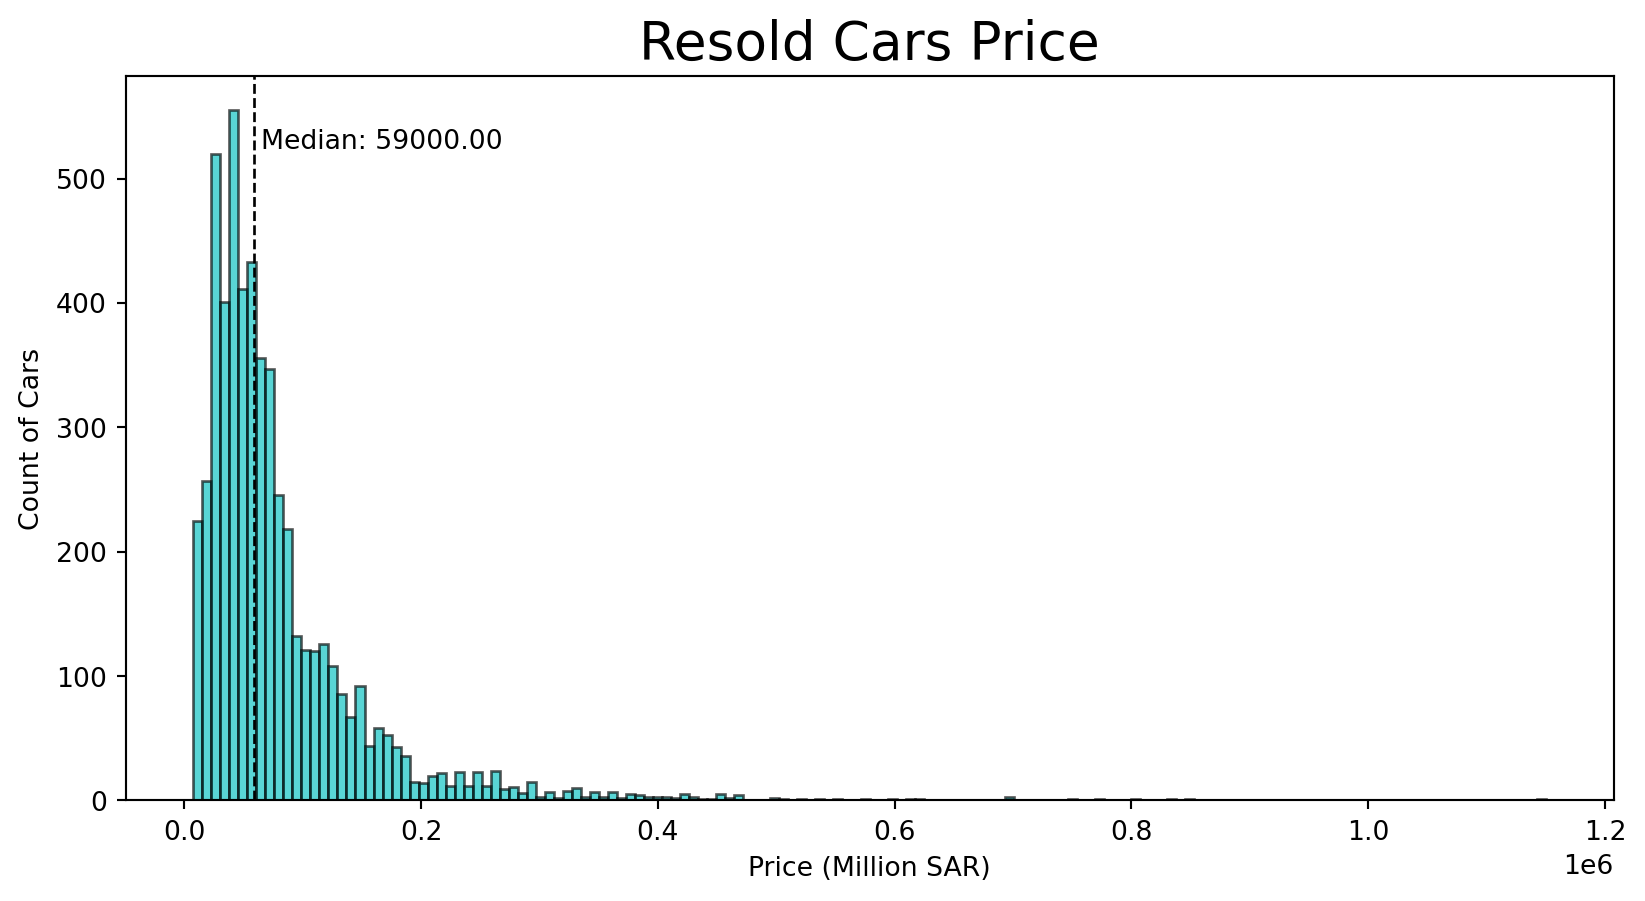 Resold Cars Price
Median: 59000.00
Count of Cars
500
400
300
200
100
0
0.0 0.2 0.4 0.6 0.8 1.0 1.2
1e6
Price (Million SAR)